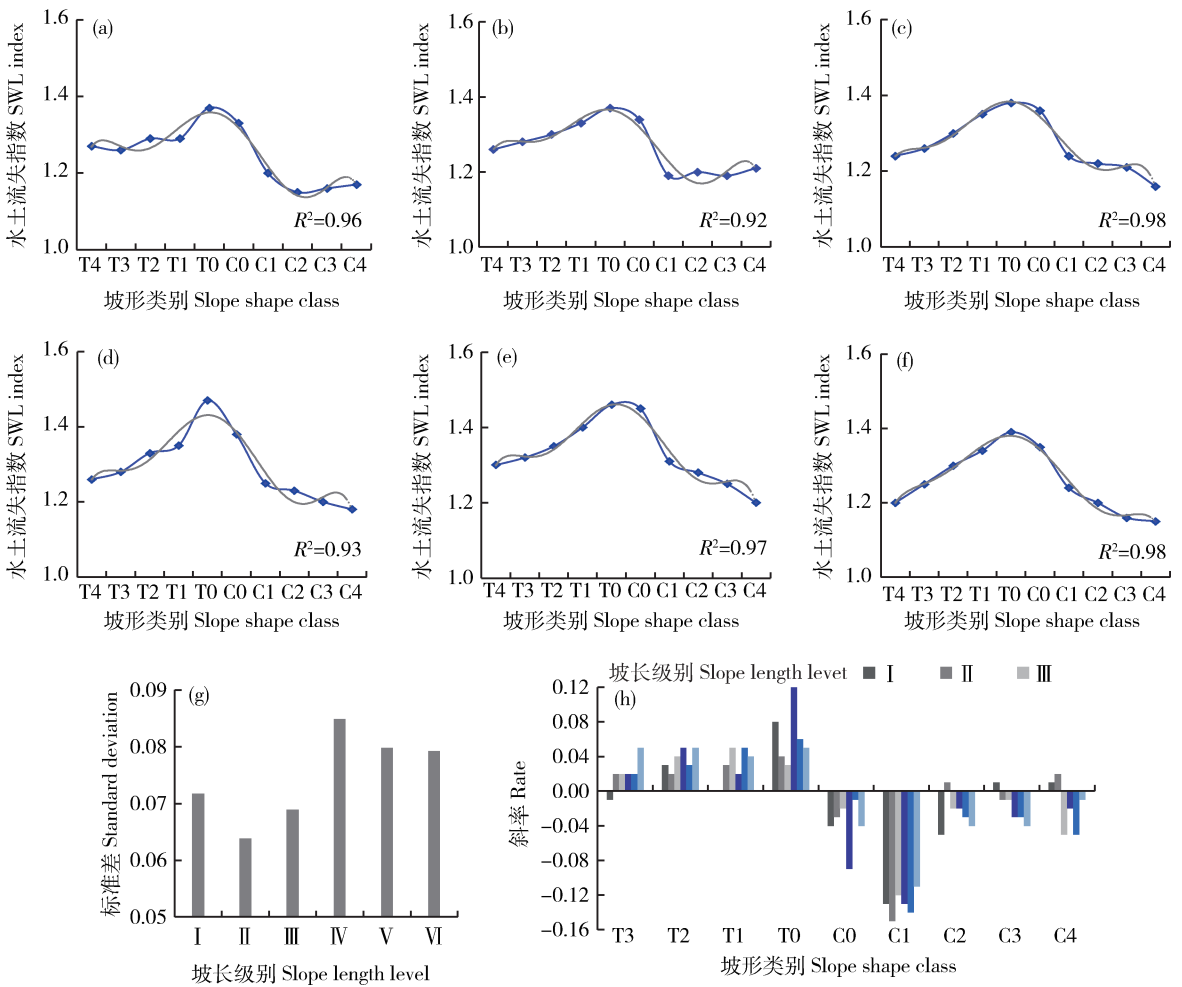 (a)
水土流失指数 SWL index
1.6
1.4
1.2
1.0
R²=0.96
T4 T3 T2 T1 T0 C0 C1 C2 C3 C4
坡形类别 Slope shape class
(b)
水土流失指数 SWL index
1.6
1.4
1.2
1.0
R²=0.92
T4 T3 T2 T1 T0 C0 C1 C2 C3 C4
坡形类别 Slope shape class
(c)
水土流失指数 SWL index
1.6
1.4
1.2
1.0
R²=0.98
T4 T3 T2 T1 T0 C0 C1 C2 C3 C4
坡形类别 Slope shape class
(d)
水土流失指数 SWL index
1.6
1.4
1.2
1.0
R²=0.93
T4 T3 T2 T1 T0 C0 C1 C2 C3 C4
坡形类别 Slope shape class
(e)
水土流失指数 SWL index
1.6
1.4
1.2
1.0
R²=0.97
T4 T3 T2 T1 T0 C0 C1 C2 C3 C4
坡形类别 Slope shape class
(f)
水土流失指数 SWL index
1.6
1.4
1.2
1.0
R²=0.98
T4 T3 T2 T1 T0 C0 C1 C2 C3 C4
坡形类别 Slope shape class
(g)
标准差 Standard deviation
0.09
0.08
0.07
0.06
0.05
Ⅰ Ⅱ Ⅲ Ⅳ Ⅴ Ⅵ
坡长级别 Slope length level
坡长级别 Slope length levet Ⅰ Ⅱ Ⅲ
(h)
斜率 Rate
0.12
0.08
0.04
0.00
−0.04
−0.08
−0.12
−0.16
T3 T2 T1 T0 C0 C1 C2 C3 C4
坡形类别 Slope shape class